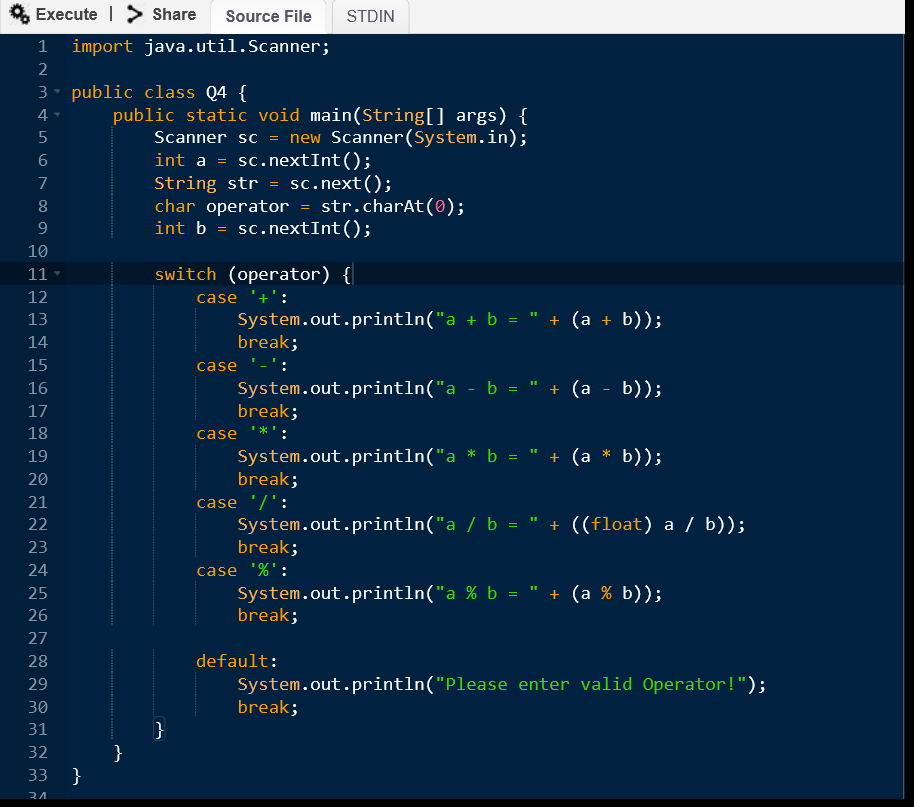 Execute | Share Source File STDIN
1 import java.util.Scanner;
2
3 public class Q4 {
4 public static void main(String[] args) {
5 Scanner sc = new Scanner(System.in);
6 int a = sc.nextInt();
7 String str = sc.next();
8 char operator = str.charAt(0);
9 int b = sc.nextInt();
10
11 switch (operator) {
12 case '+':
13 System.out.println("a + b = " + (a + b));
14 break;
15 case '-':
16 System.out.println("a - b = " + (a - b));
17 break;
18 case '*':
19 System.out.println("a * b = " + (a * b));
20 break;
21 case '/':
22 System.out.println("a / b = " + ((float) a / b));
23 break;
24 case '%':
25 System.out.println("a % b = " + (a % b));
26 break;
27
28 default:
29 System.out.println("Please enter valid Operator!");
30 break;
31 }
32 }
33 }
34